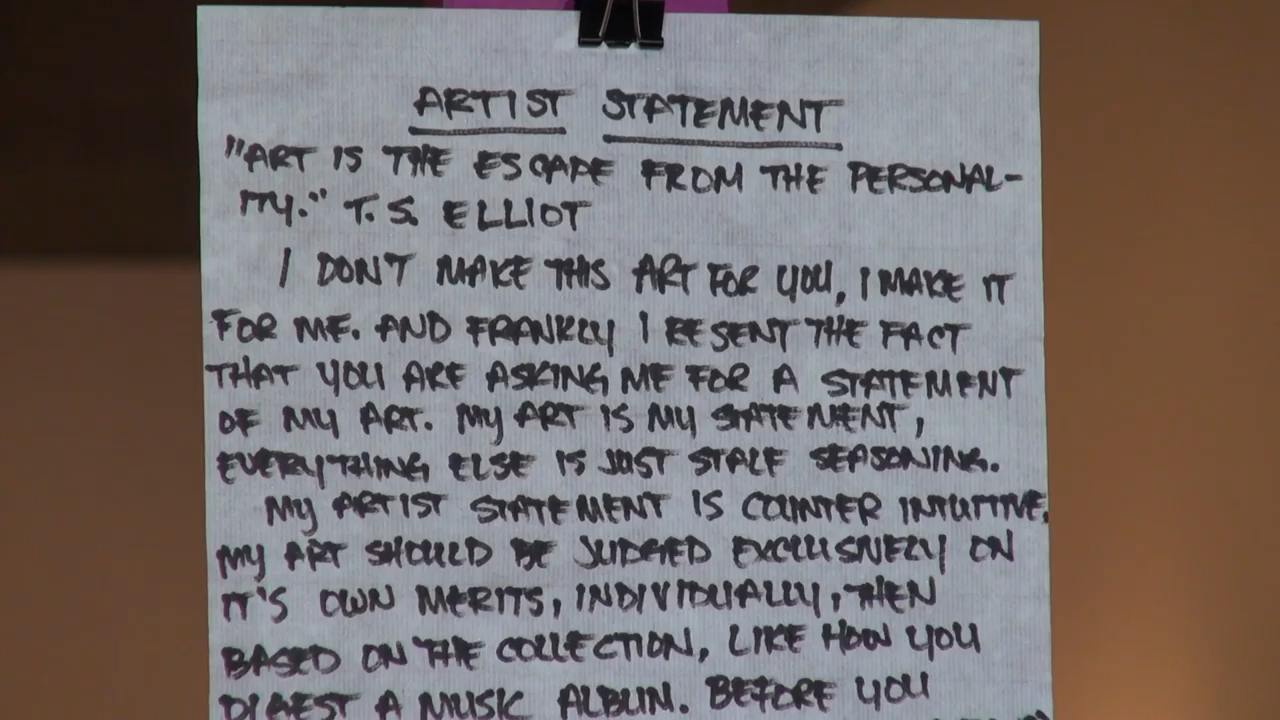 ARTIST STATEMENT
"ART IS THE ESCAPE FROM THE PERSONAL-
ITY." T.S. ELLIOT
I DON'T MAKE THIS ART FOR YOU, I MAKE IT
FOR ME. AND FRANKLY I RESENT THE FACT
THAT YOU ARE ASKING ME FOR A STATEMENT
OF MY ART. MY ART IS MY STATEMENT,
EVERYTHING ELSE IS JUST STALE SEASONING.
MY ARTIST STATEMENT IS COUNTER INTUITIVE.
MY ART SHOULD BE JUDGED EXCLUSIVELY ON
IT'S OWN MERITS, INDIVIDUALLY, THEN
BASED ON THE COLLECTION, LIKE HOW YOU
DIGEST A MUSIC ALBUM. BEFORE YOU